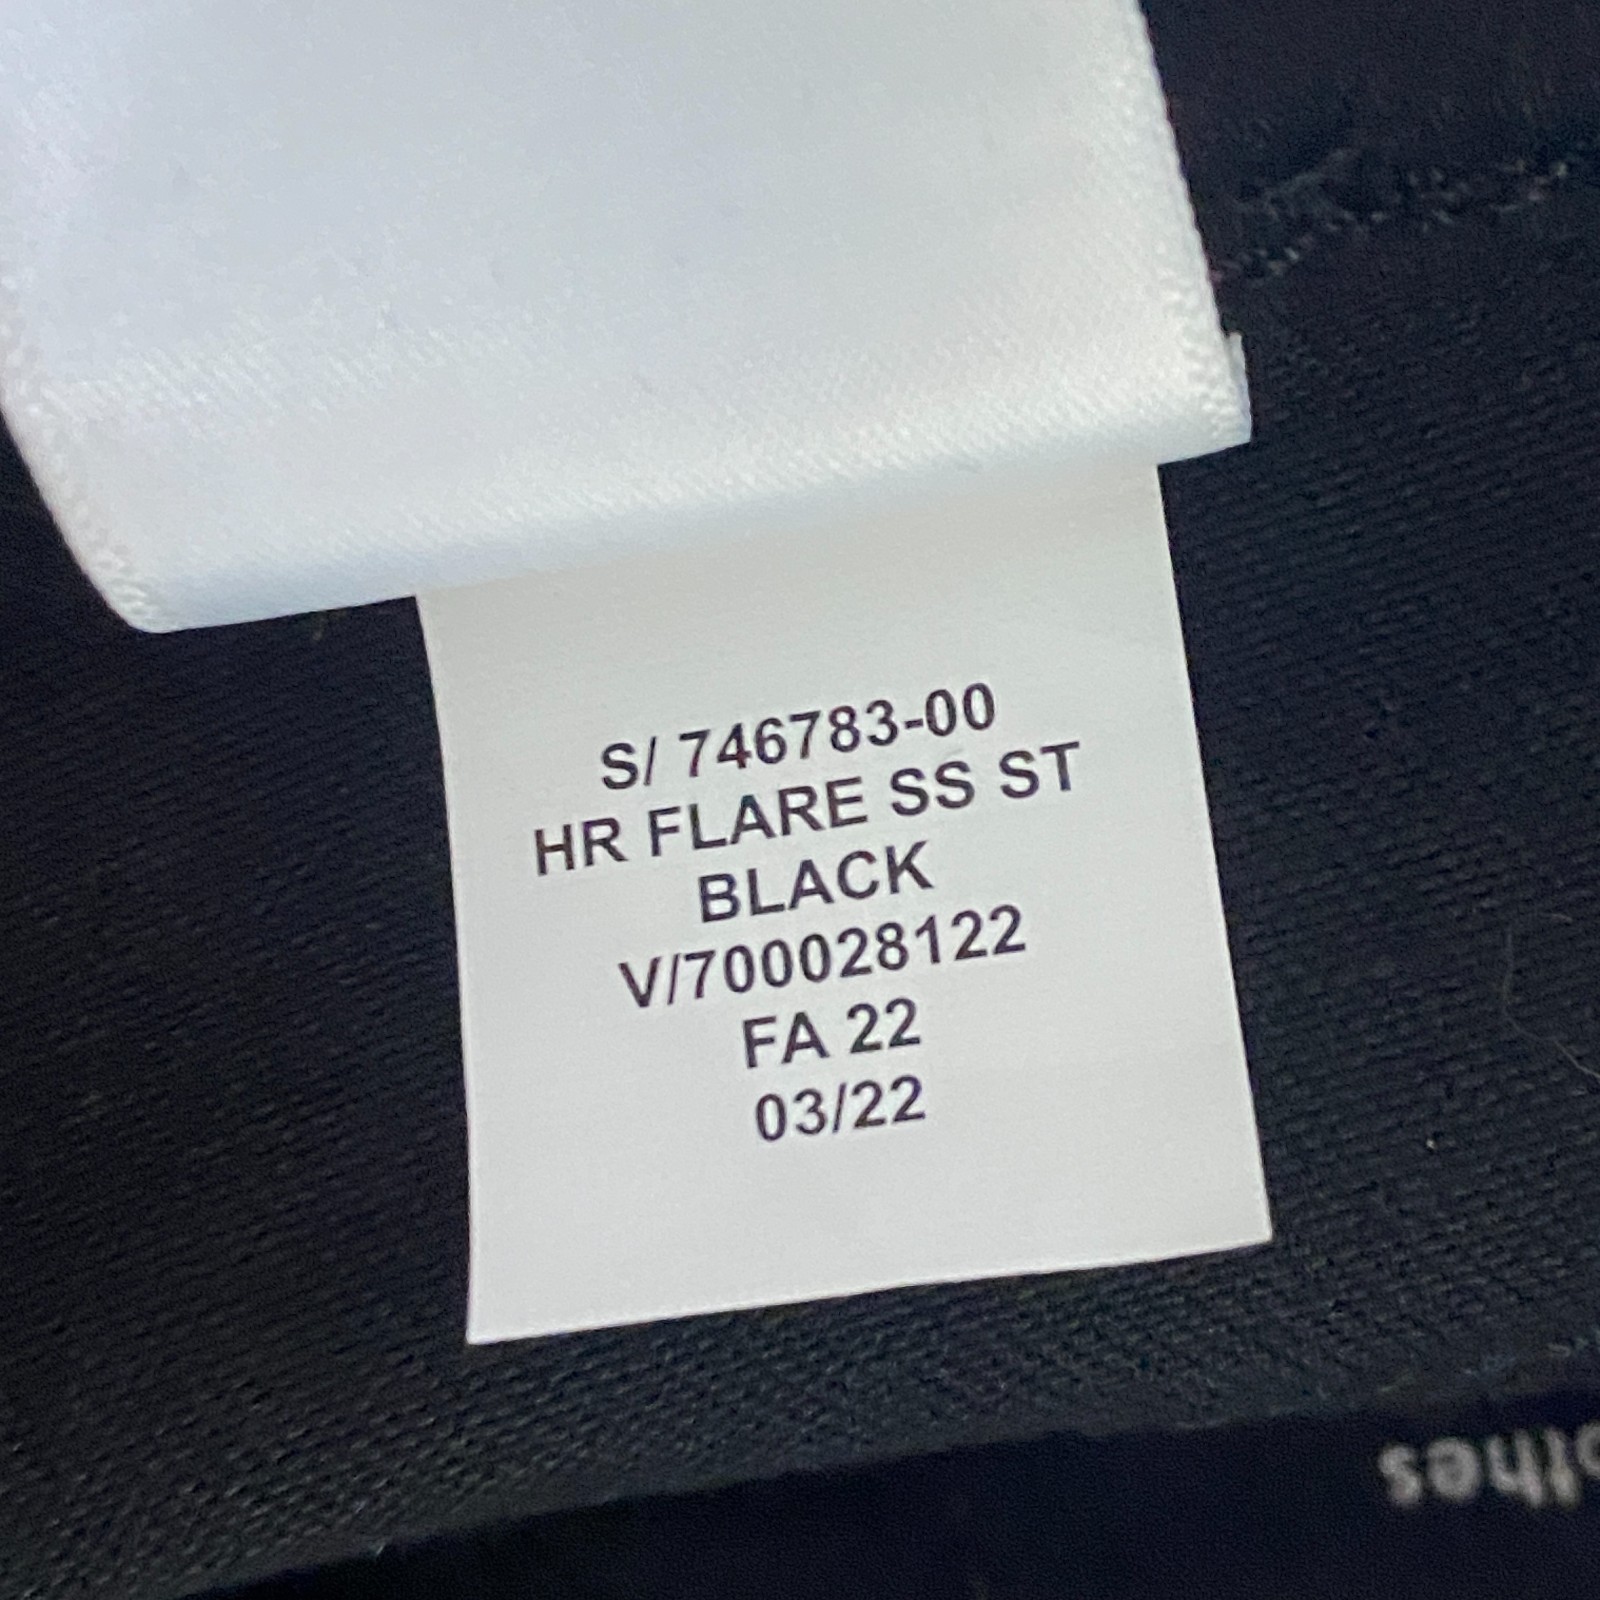 S/ 746783-00
HR FLARE SS ST
BLACK
V/700028122
FA 22
03/22